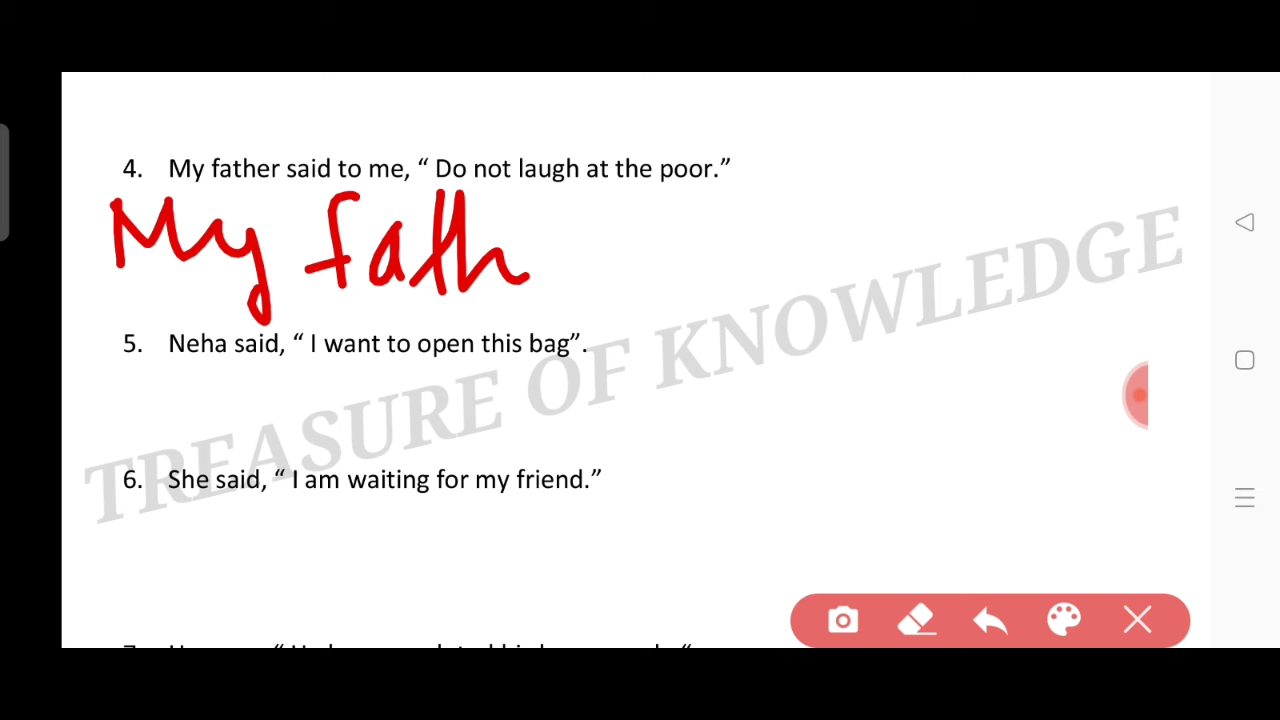 4. My father said to me, “ Do not laugh at the poor.”
My fath
5. Neha said, “ I want to open this bag”.
TREASURE OF KNOWLEDGE
6. She said, “ I am waiting for my friend.”